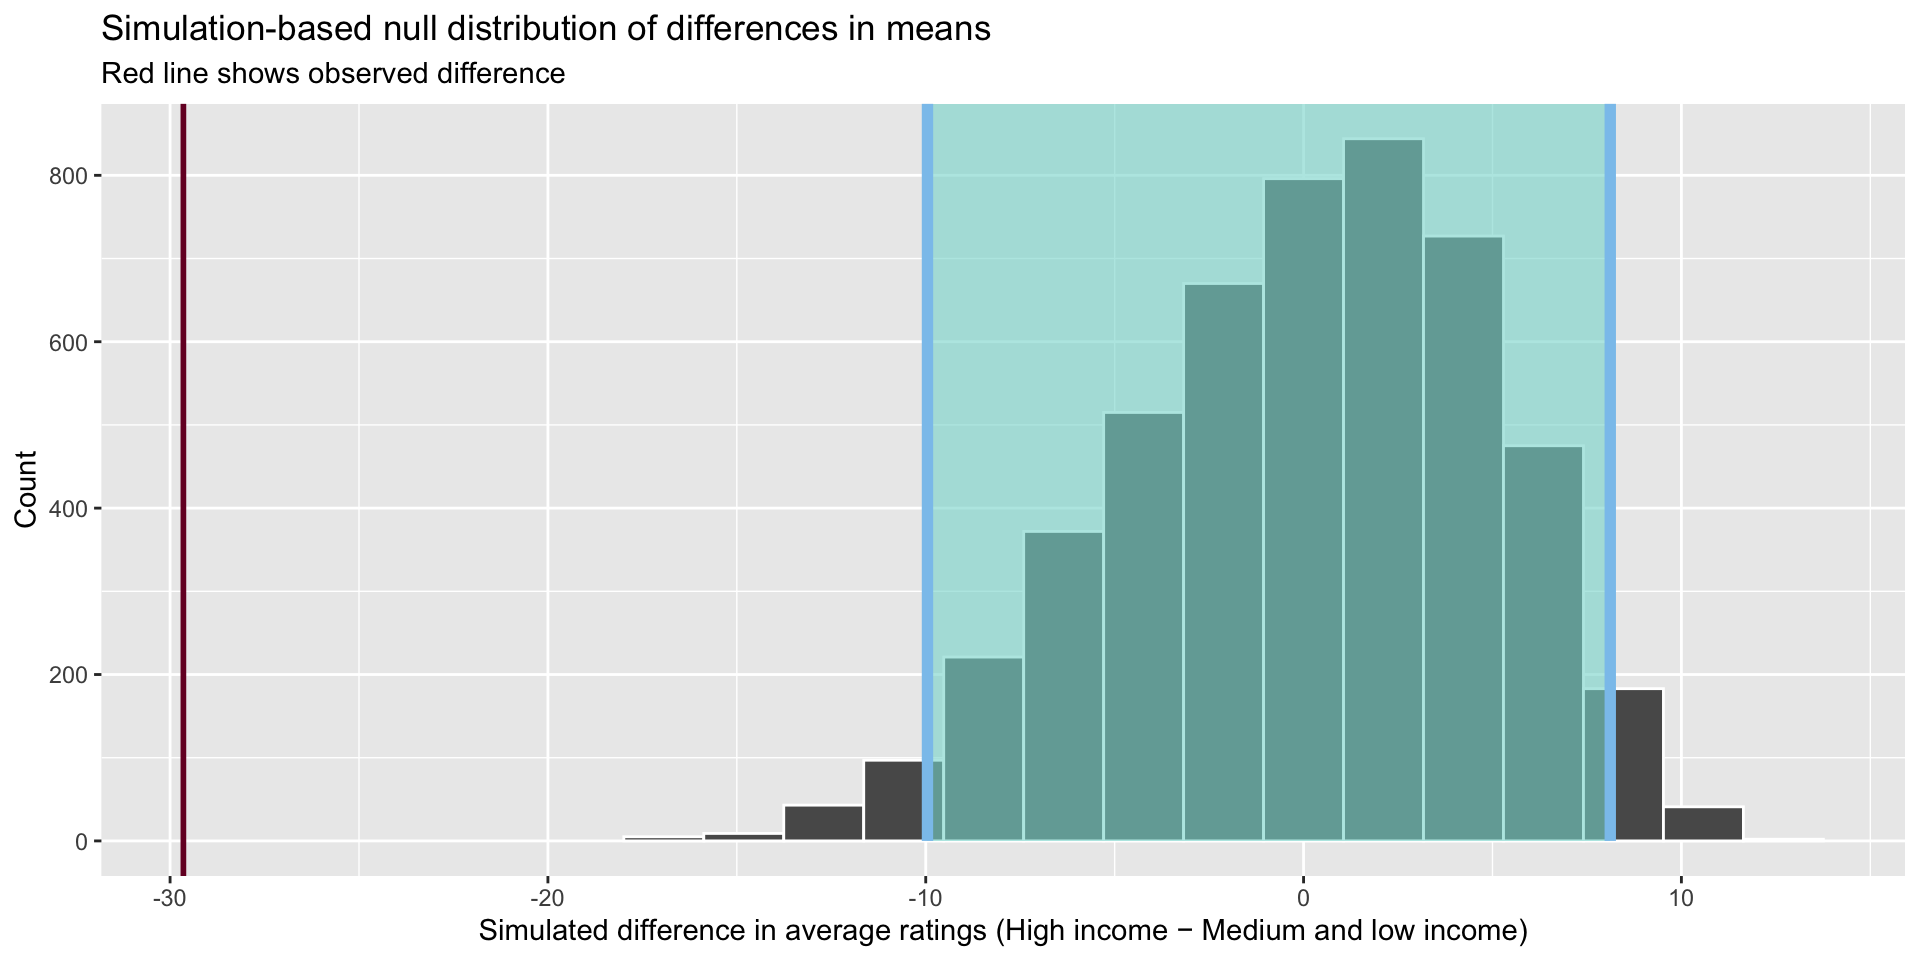 Simulation-based null distribution of differences in means
Red line shows observed difference
Count
800
600
400
200
0
-30 -20 -10 0 10
Simulated difference in average ratings (High income − Medium and low income)